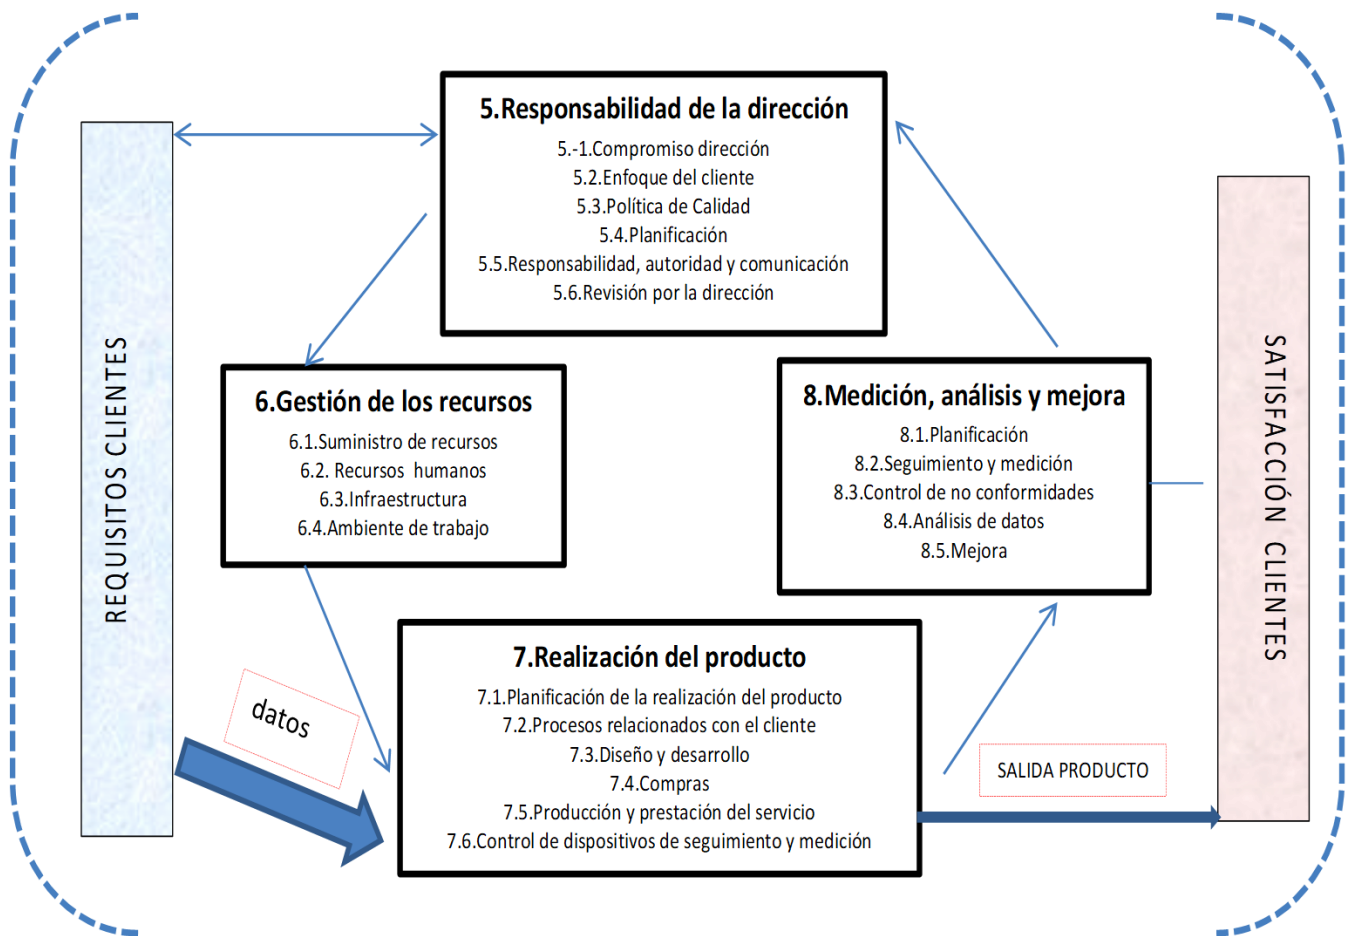 5.Responsabilidad de la dirección
5.-1.Compromiso dirección
5.2.Enfoque del cliente
5.3.Política de Calidad
5.4.Planificación
5.5.Responsabilidad, autoridad y comunicación
5.6.Revisión por la dirección
REQUISITOS CLIENTES
6.Gestión de los recursos
6.1.Suministro de recursos
6.2. Recursos  humanos
6.3.Infraestructura
6.4.Ambiente de trabajo
8.Medición, análisis y mejora
8.1.Planificación
8.2.Seguimiento y medición
8.3.Control de no conformidades
8.4.Análisis de datos
8.5.Mejora
SATISFACCIÓN CLIENTES
datos
7.Realización del producto
7.1.Planificación de la realización del producto
7.2.Procesos relacionados con el cliente
7.3.Diseño y desarrollo
7.4.Compras
7.5.Producción y prestación del servicio
7.6.Control de dispositivos de seguimiento y medición
SALIDA PRODUCTO